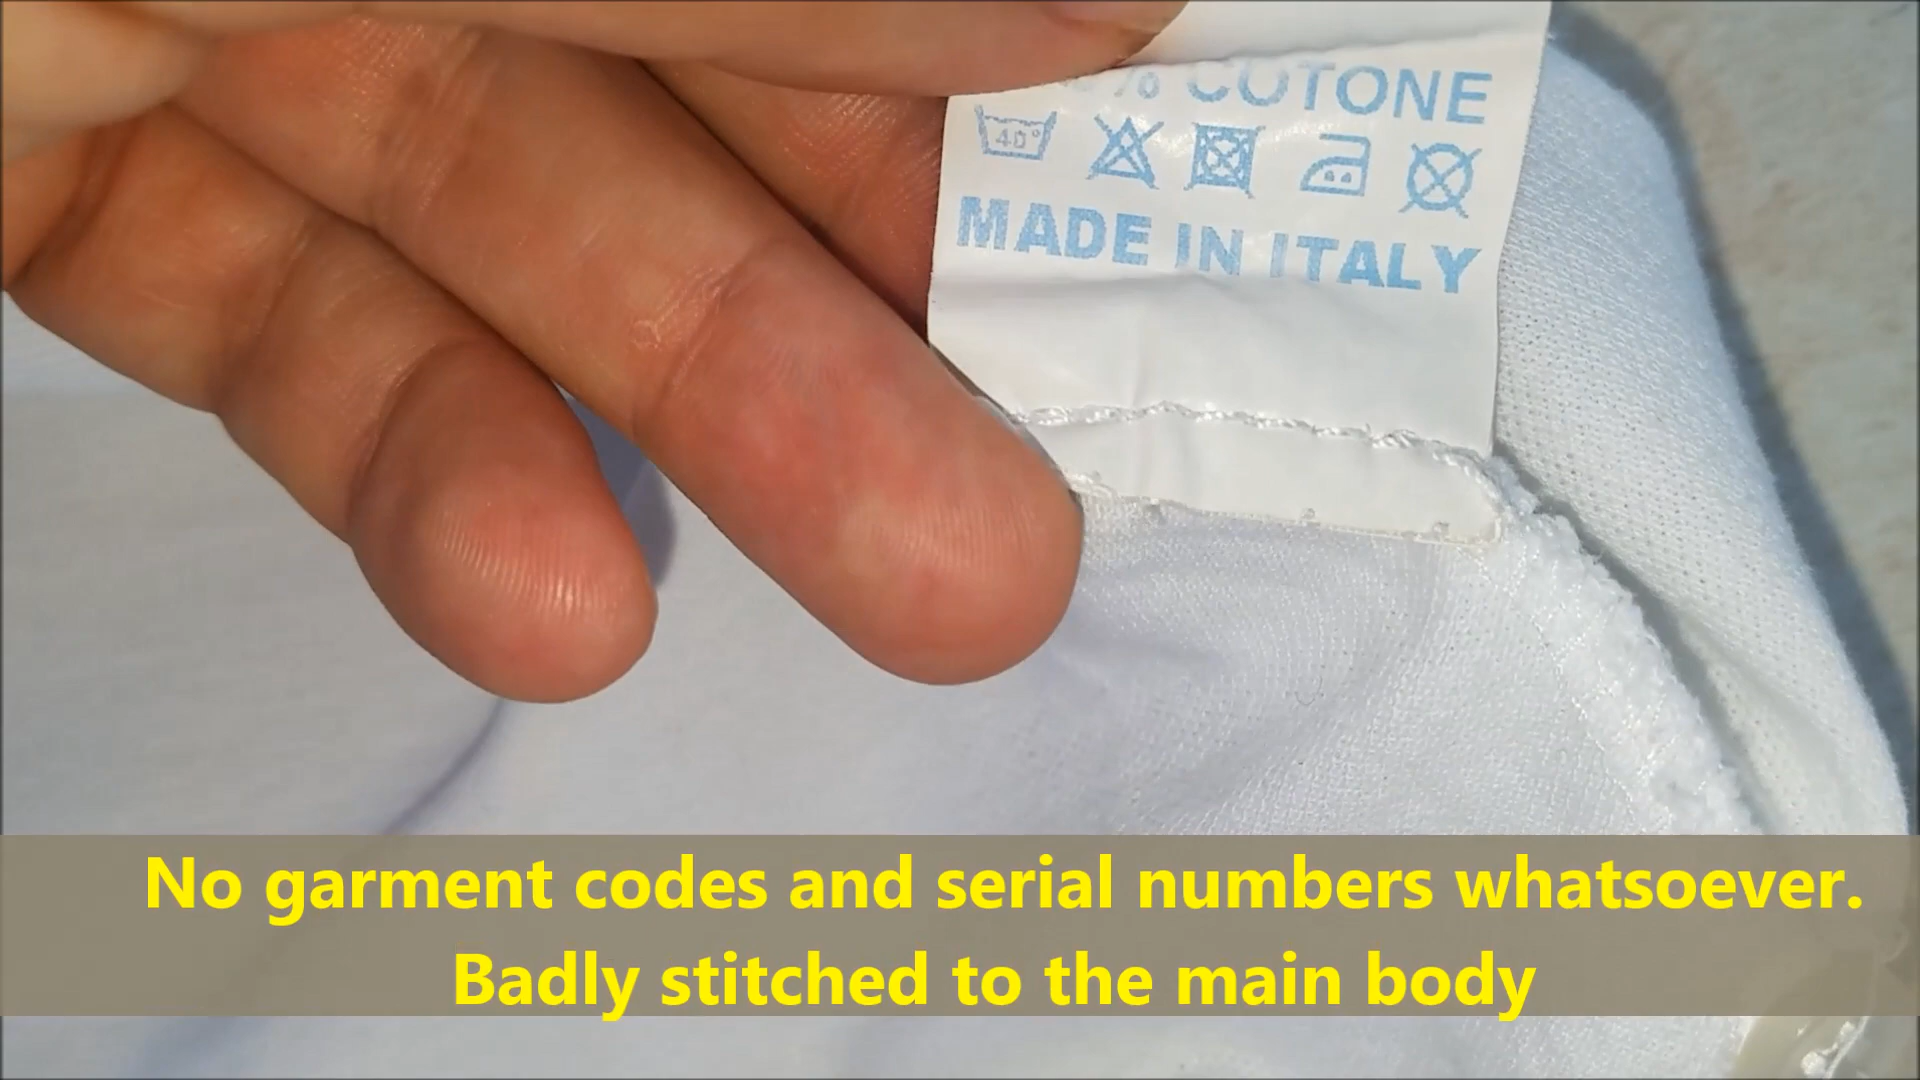 % COTONE
40°
MADE IN ITALY
No garment codes and serial numbers whatsoever.
Badly stitched to the main body